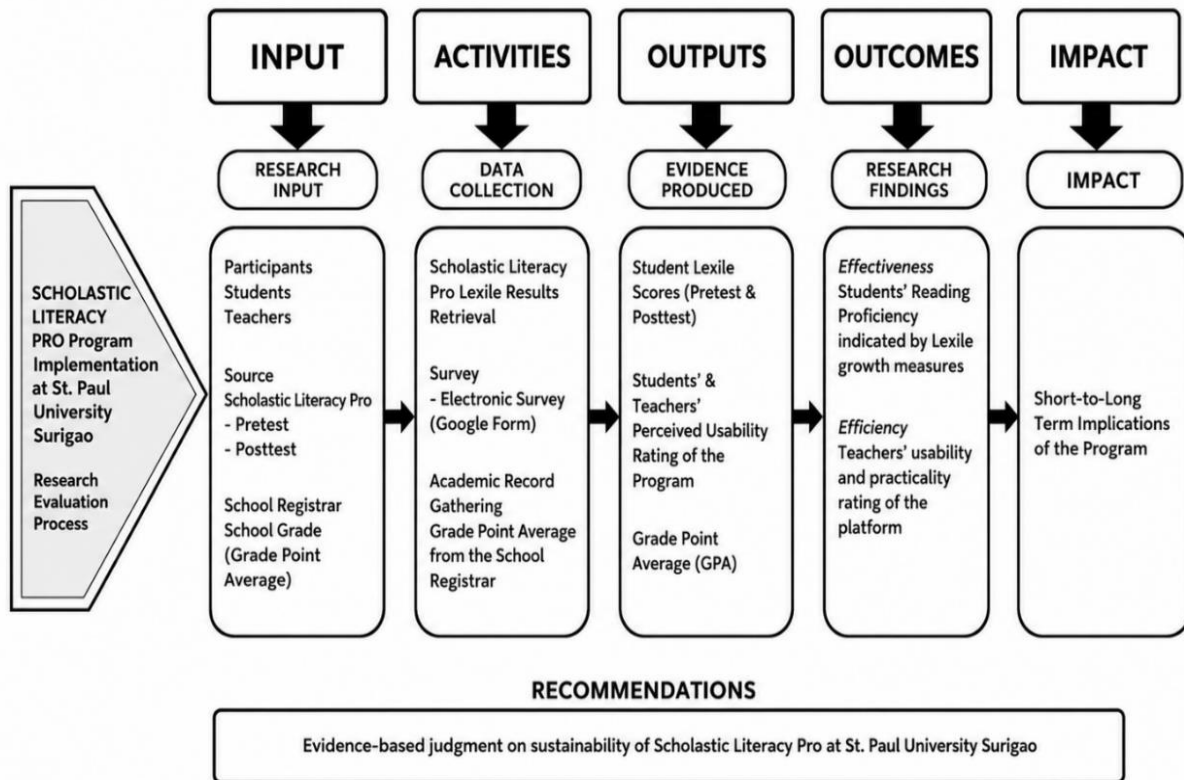 INPUT
ACTIVITIES
OUTPUTS
OUTCOMES
IMPACT
RESEARCH
INPUT
DATA
COLLECTION
EVIDENCE
PRODUCED
RESEARCH
FINDINGS
IMPACT
SCHOLASTIC
LITERACY
PRO Program
Implementation
at St. Paul
University
Surigao
Research
Evaluation
Process
Participants
Students
Teachers
Source
Scholastic Literacy Pro
- Pretest
- Posttest
School Registrar
School Grade
(Grade Point
Average)
Scholastic Literacy
Pro Lexile Results
Retrieval
Survey
- Electronic Survey
(Google Form)
Academic Record
Gathering
Grade Point Average
from the School
Registrar
Student Lexile
Scores (Pretest &
Posttest)
Students' &
Teachers'
Perceived Usability
Rating of the
Program
Grade Point
Average (GPA)
Effectiveness
Students' Reading
Proficiency
indicated by Lexile
growth measures
Efficiency
Teachers' usability
and practicality
rating of the
platform
Short-to-Long
Term Implications
of the Program
RECOMMENDATIONS
Evidence-based judgment on sustainability of Scholastic Literacy Pro at St. Paul University Surigao